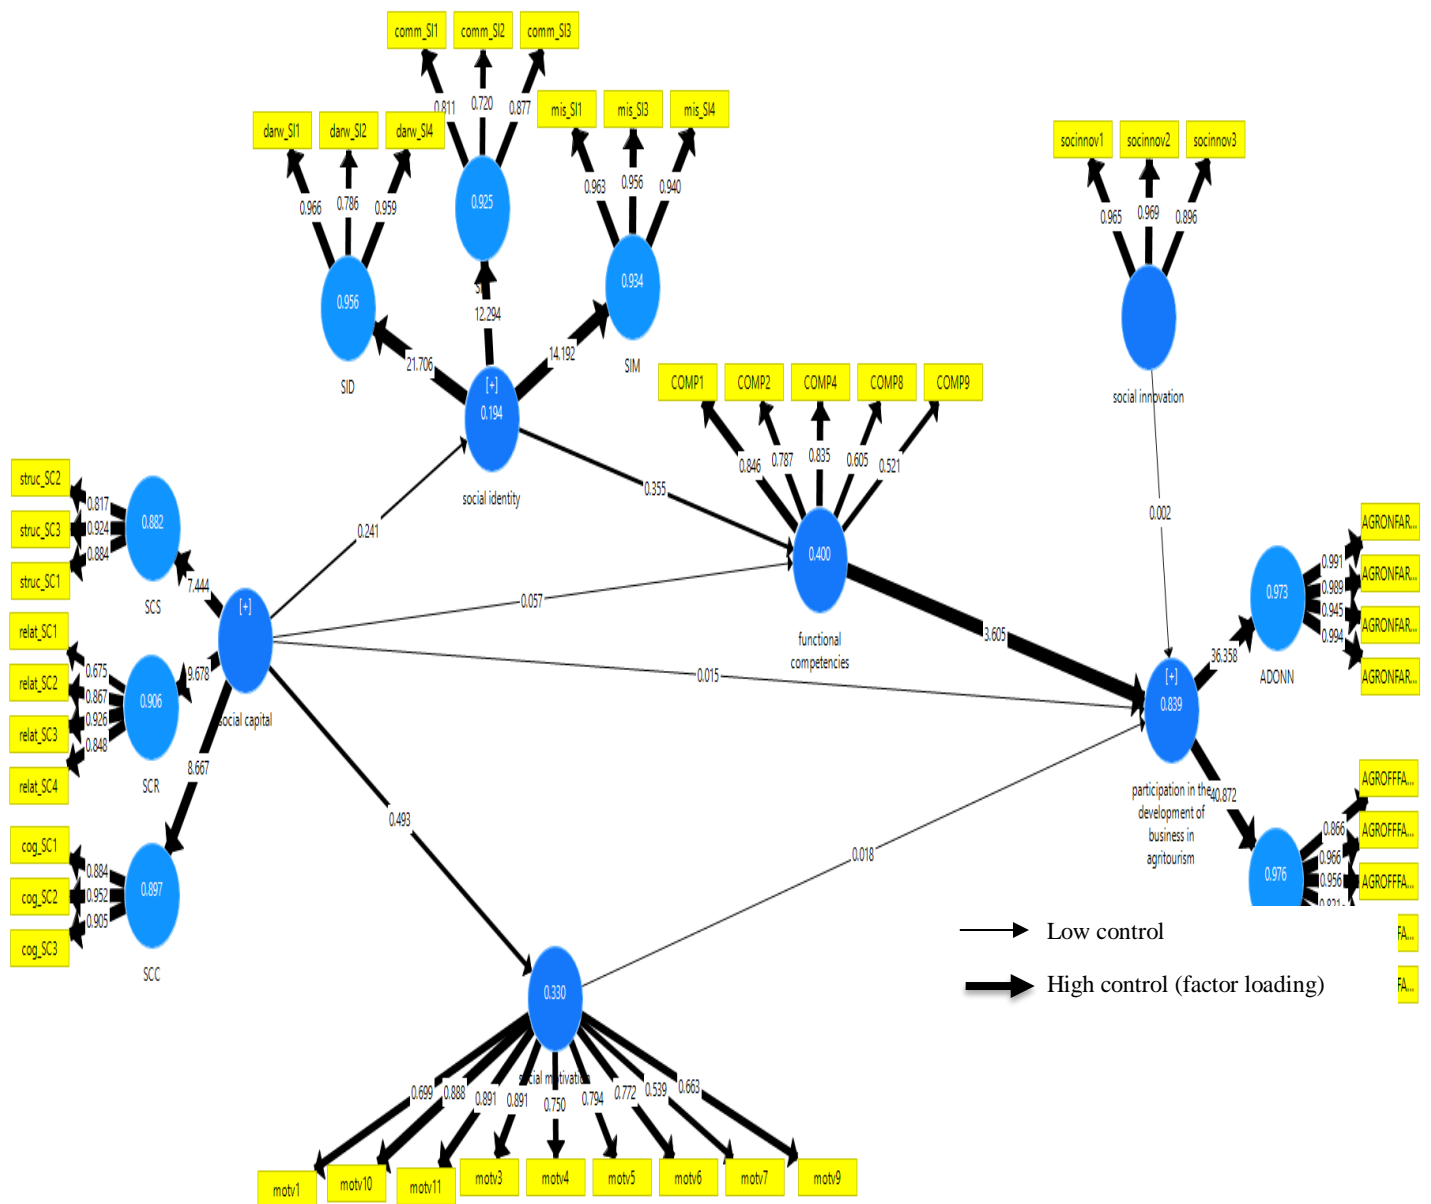 comm_SI1
comm_SI2
comm_SI3
0.811
0.720
0.877
darw_SI1
darw_SI2
darw_SI4
0.966
0.786
0.959
mis_SI1
mis_SI3
mis_SI4
0.963
0.956
0.940
socinnov1
socinnov2
socinnov3
0.965
0.969
0.896
0.925
0.956
SID
0.934
SIM
21.706
12.294
14.192
[+]
0.194
social identity
social innovation
COMP1
COMP2
COMP4
COMP8
COMP9
0.846
0.787
0.835
0.605
0.521
0.400
functional
competencies
0.355
0.241
0.057
0.015
0.493
3.605
0.002
0.018
struc_SC2
struc_SC3
struc_SC1
0.817
0.924
0.884
0.882
SCS
7.444
relat_SC1
relat_SC2
relat_SC3
relat_SC4
0.675
0.867
0.926
0.848
0.906
SCR
9.678
[+]
social capital
8.667
cog_SC1
cog_SC2
cog_SC3
0.884
0.952
0.905
0.897
SCC
[+]
0.839
participation in the
development of
business in
agritourism
36.358
40.872
0.973
ADONN
0.991
0.989
0.945
0.994
AGRONFAR...
AGRONFAR...
AGRONFAR...
AGRONFAR...
0.976
0.866
0.966
0.956
AGROFFFA...
AGROFFFA...
AGROFFFA...
FA...
FA...
Low control
High control (factor loading)
0.330
social motivation
0.699
0.888
0.891
0.891
0.750
0.794
0.772
0.539
0.663
motv1
motv10
motv11
motv3
motv4
motv5
motv6
motv7
motv9